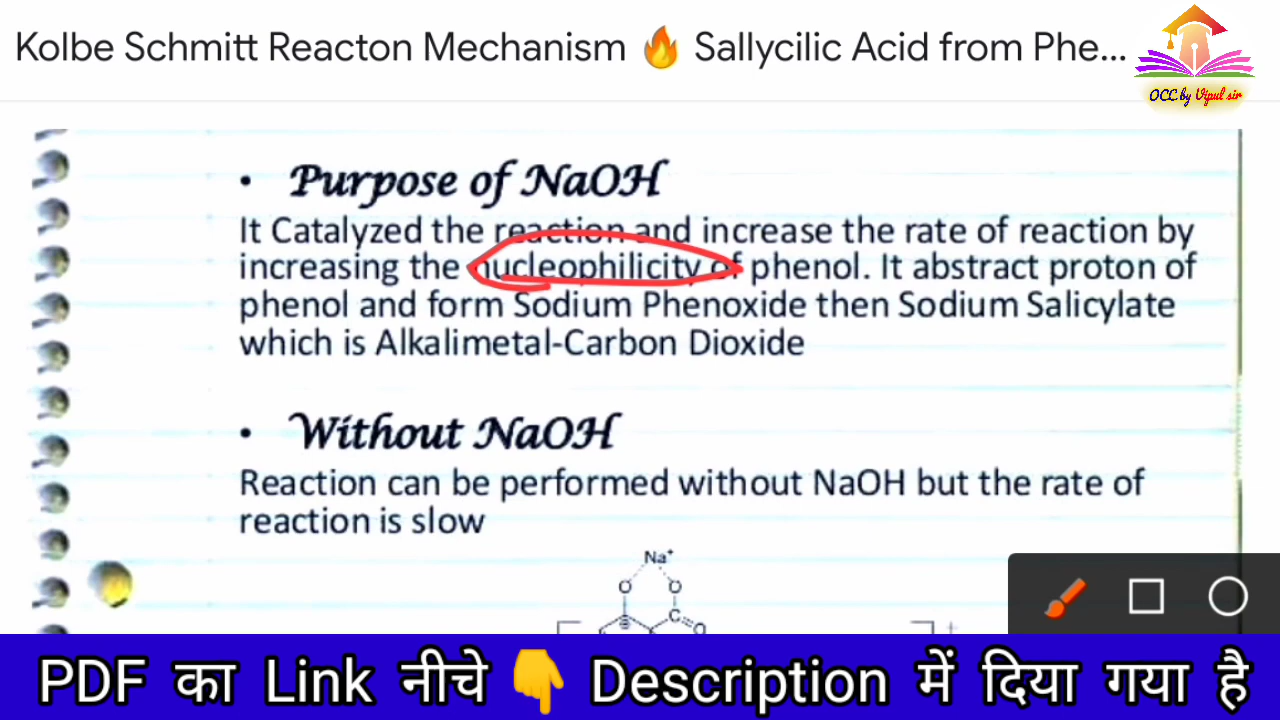 Kolbe Schmitt Reacton Mechanism 🔥 Sallycilic Acid from Phe...
OCC by Vipul sir
• Purpose of NaOH
It Catalyzed the reaction and increase the rate of reaction by
increasing the nucleophilicity of phenol. It abstract proton of
phenol and form Sodium Phenoxide then Sodium Salicylate
which is Alkalimetal-Carbon Dioxide
• Without NaOH
Reaction can be performed without NaOH but the rate of
reaction is slow
Na+
O O
C O
PDF का Link नीचे 👇 Description में दिया गया है